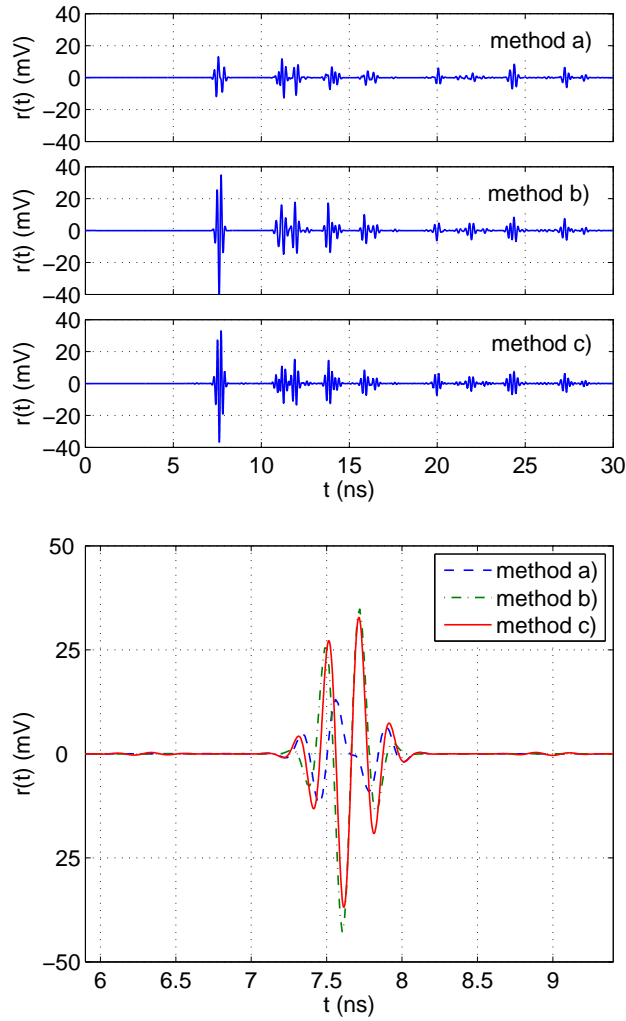 40
20
0
−20
−40
r(t) (mV)
method a)
40
20
0
−20
−40
r(t) (mV)
method b)
40
20
0
−20
−40
r(t) (mV)
method c)
0 5 10 15 20 25 30
t (ns)
50
25
0
25
−50
r(t) (mV)
method a)
method b)
method c)
6 6.5 7 7.5 8 8.5 9
t (ns)